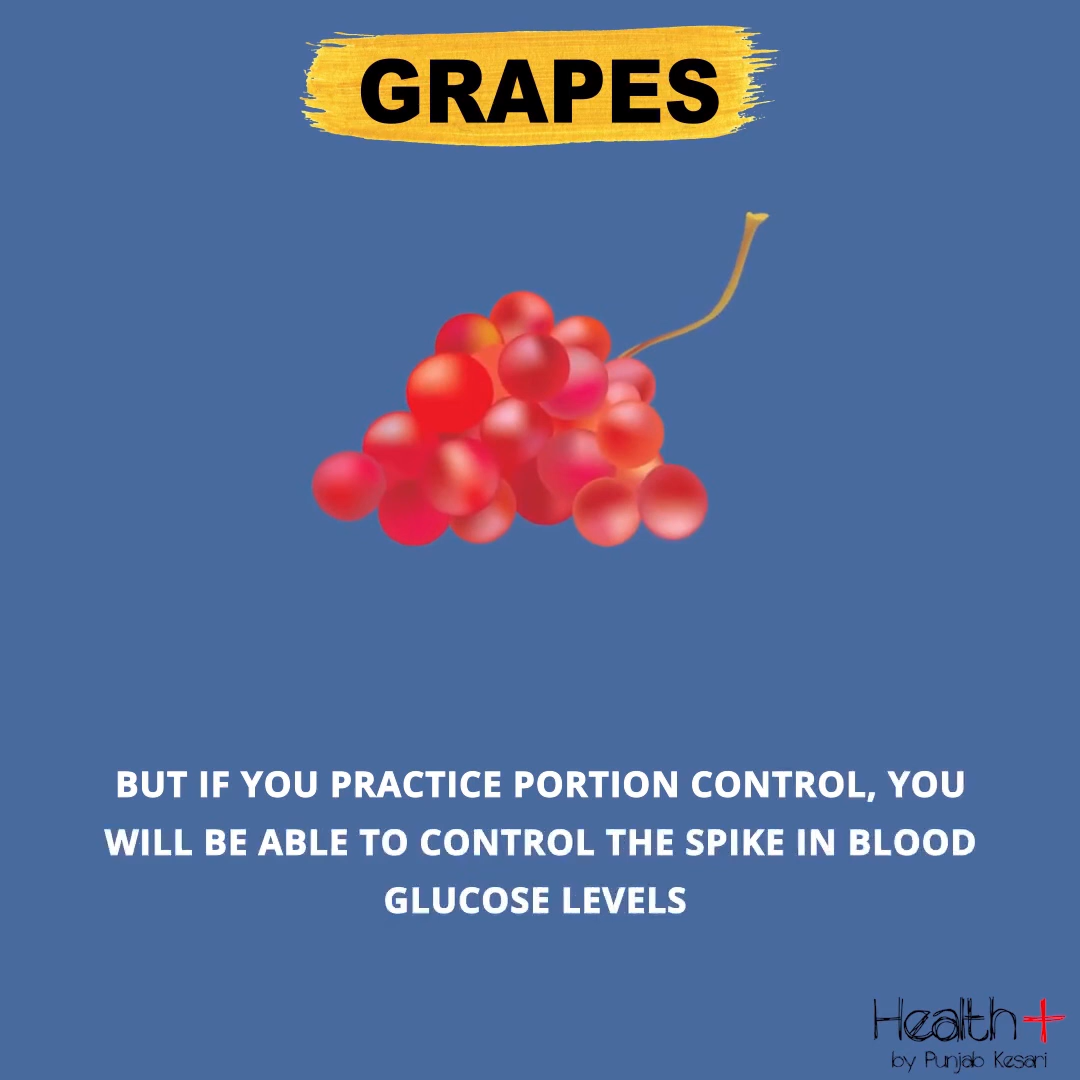 GRAPES
BUT IF YOU PRACTICE PORTION CONTROL, YOU
WILL BE ABLE TO CONTROL THE SPIKE IN BLOOD
GLUCOSE LEVELS
Health+
by Punjab Kesari